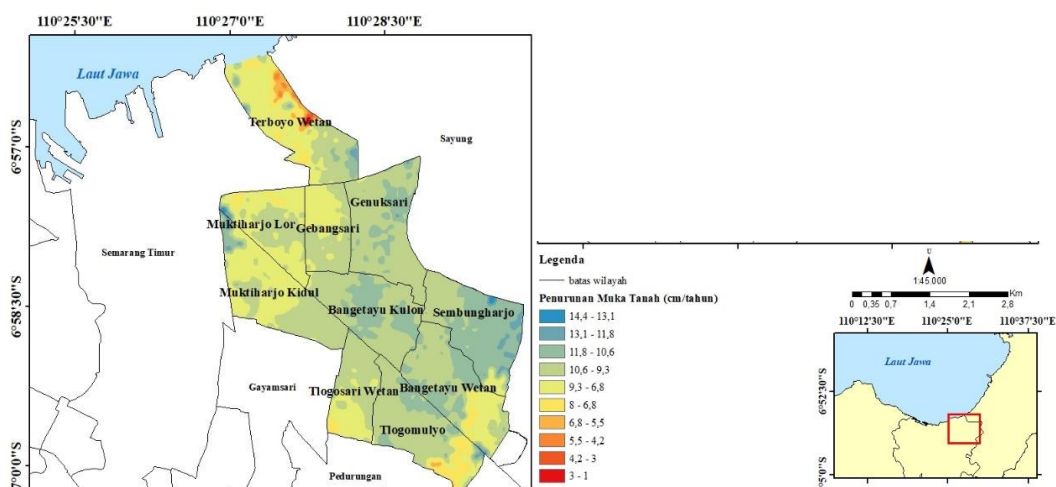 110°25'30"E 110°27'0"E 110°28'30"E
Laut Jawa
Terboyo Wetan
Sayung
6°57'0"S
Genuksari
Muktiharjo Lor
Gebangsari
Semarang Timur
Muktiharjo Kidul
Bangetayu Kulon
Sembungharjo
6°58'30"S
Gayamsari
Tlogosari Wetan
Bangetayu Wetan
Tlogomulyo
Pedurungan
7°0'0"S
Legenda
batas wilayah
Penurunan Muka Tanah (cm/tahun)
14,4 - 13,1
13,1 - 11,8
11,8 - 10,6
10,6 - 9,3
9,3 - 6,8
8 - 6,8
6,8 - 5,5
5,5 - 4,2
4,2 - 3
3 - 1
U
1:45.000
0 0,35 0,7 1,4 2,1 2,8 Km
110°12'30"E 110°25'0"E 110°37'30"E
Laut Jawa
6°52'30"S
7°5'0"S